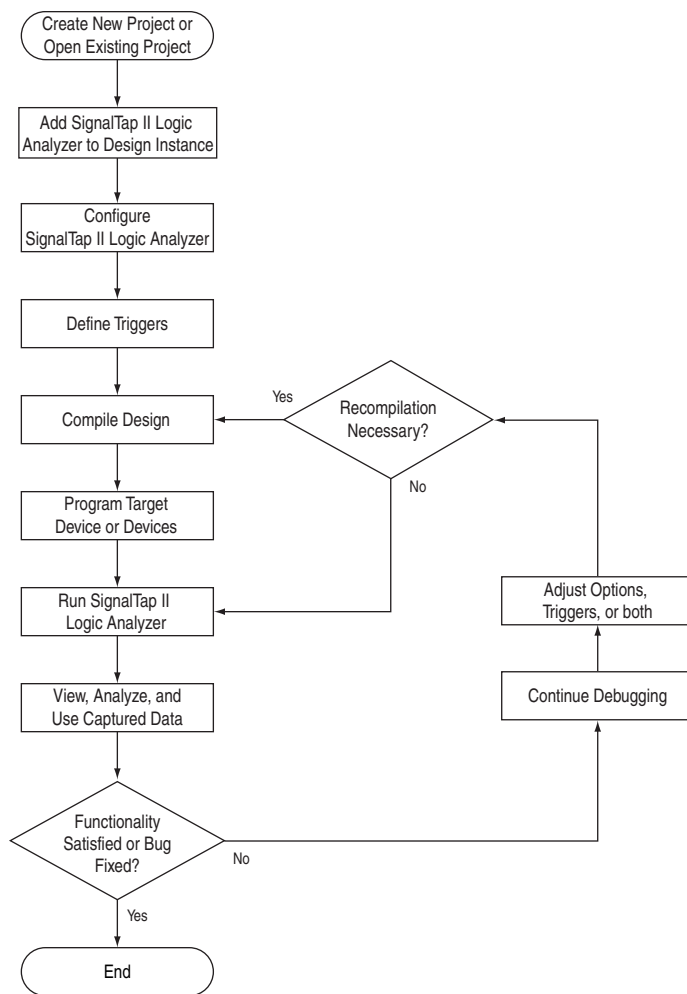 Create New Project or
Open Existing Project
Add SignalTap II Logic
Analyzer to Design Instance
Configure
SignalTap II Logic Analyzer
Define Triggers
Compile Design
Yes
Recompilation
Necessary?
No
Program Target
Device or Devices
Run SignalTap II
Logic Analyzer
Adjust Options,
Triggers, or both
View, Analyze, and
Use Captured Data
Continue Debugging
Functionality
Satisfied or Bug
Fixed?
No
Yes
End